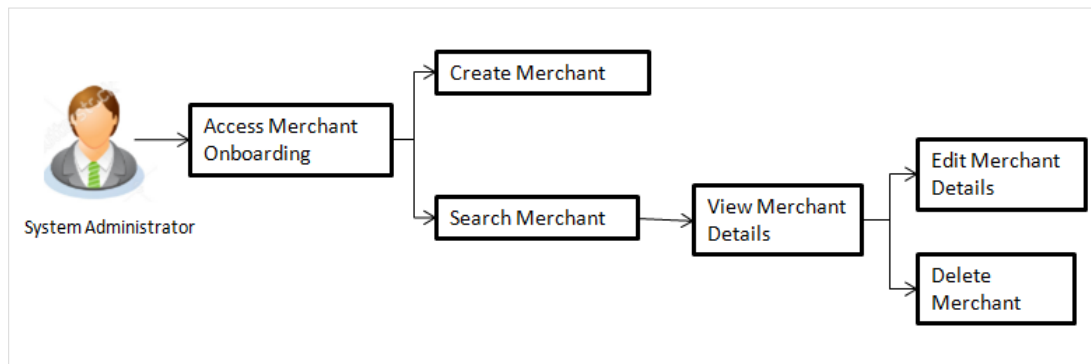 Create Merchant
Access Merchant
Onboarding
Edit Merchant
Details
System Administrator
Search Merchant
View Merchant
Details
Delete
Merchant